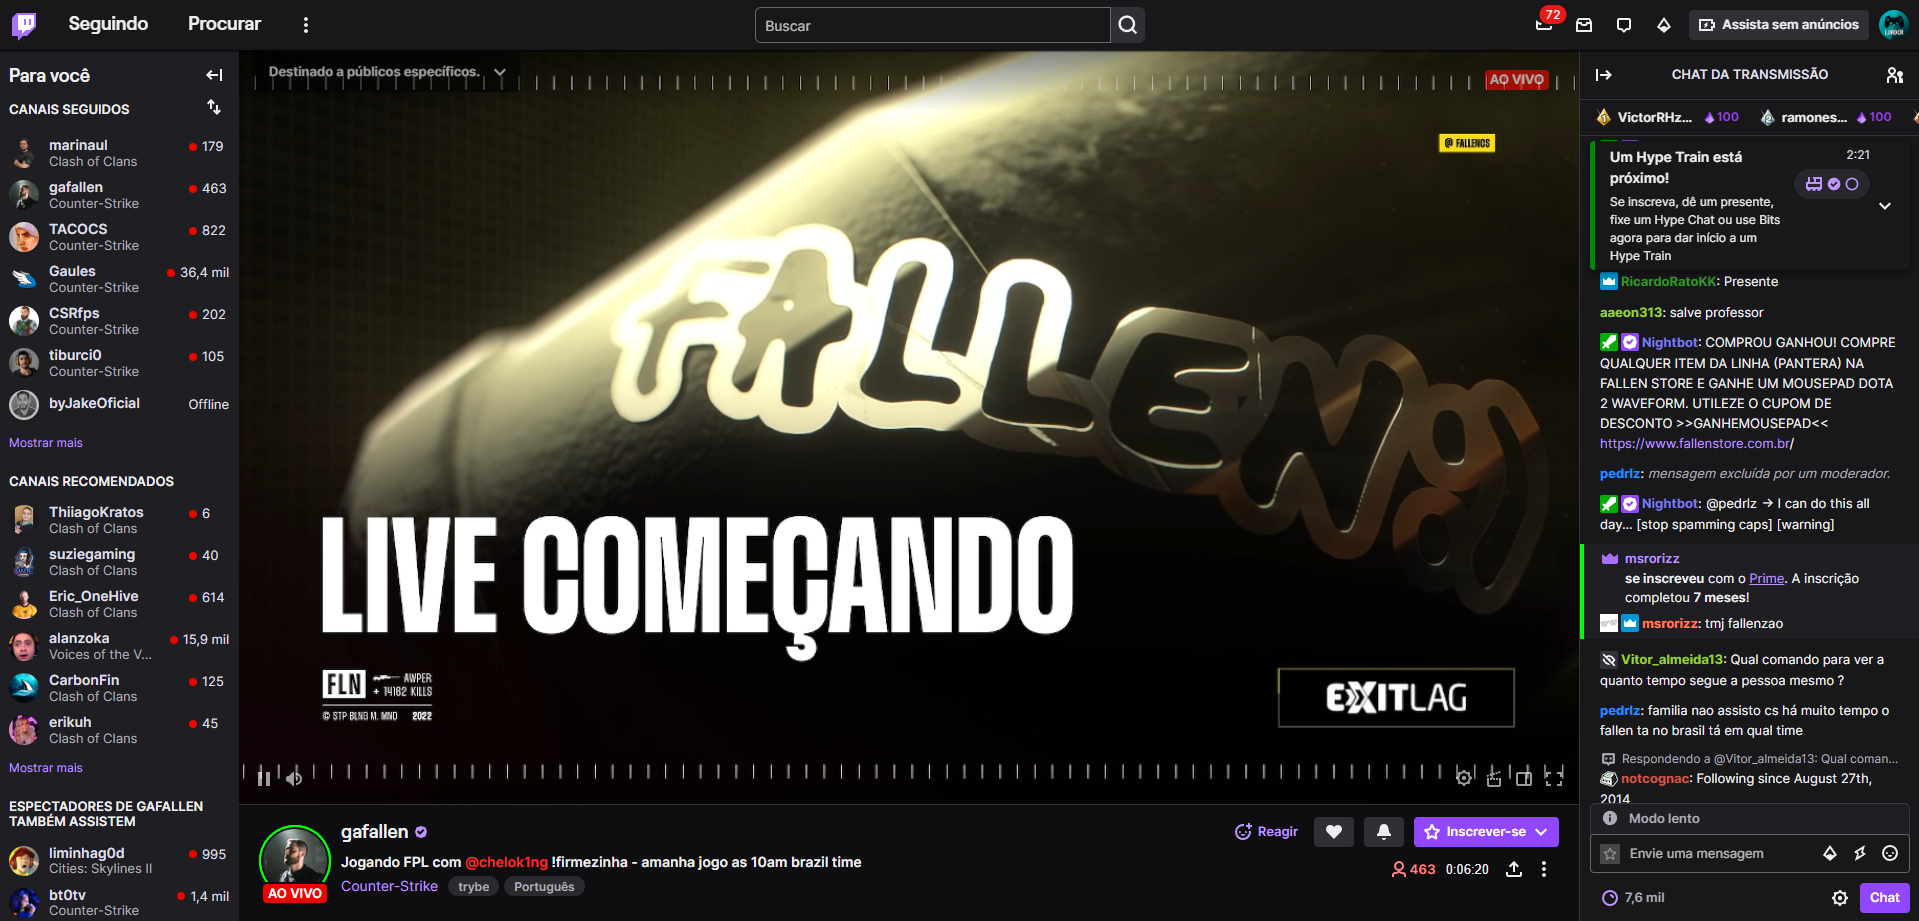 Seguindo
Procurar
Buscar
72
Assista sem anúncios
Para você
CANAIS SEGUIDOS
marinaul
179
Clash of Clans
gafallen
463
Counter-Strike
TACOCS
822
Counter-Strike
Gaules
36,4 mil
Counter-Strike
CSRfps
202
Counter-Strike
tiburci0
105
Counter-Strike
byJakeOficial
Offline
Mostrar mais
CANAIS RECOMENDADOS
ThiiagoKratos
6
Clash of Clans
suziegaming
40
Clash of Clans
Eric_OneHive
614
Clash of Clans
alanzoka
15,9 mil
Voices of the V...
CarbonFin
125
Clash of Clans
erikuh
45
Clash of Clans
Mostrar mais
ESPECTADORES DE GAFALLEN
TAMBÉM ASSISTEM
liminhag0d
995
Cities: Skylines II
bt0tv
1,4 mil
Counter-Strike
Destinado a públicos específicos.
AO VIVO
@ FALLENCS
FALLEN
LIVE COMEÇANDO
FLN
AWPER
+ 14182 KILLS
© STP BLNG M. MND 2022
EXITLAG
gafallen
Jogando FPL com @chelok1ng !firmezinha - amanha jogo as 10am brazil time
Counter-Strike
trybe
Português
AO VIVO
Reagir
Inscrever-se
463
0:06:20
CHAT DA TRANSMISSÃO
1
VictorRHz...
100
2
ramones...
100
Um Hype Train está
próximo!
2:21
Se inscreva, dê um presente,
fixe um Hype Chat ou use Bits
agora para dar início a um
Hype Train
RicardoRatoKK: Presente
aaeon313: salve professor
Nightbot: COMPROU GANHOU! COMPRE
QUALQUER ITEM DA LINHA (PANTERA) NA
FALLEN STORE E GANHE UM MOUSEPAD DOTA
2 WAVEFORM. UTILEZE O CUPOM DE
DESCONTO >>GANHEMOUSEPAD<<
https://www.fallenstore.com.br/
pedrlz: mensagem excluída por um moderador.
Nightbot: @pedrlz -> I can do this all
day... [stop spamming caps] [warning]
msrorizz
se inscreveu com o Prime. A inscrição
completou 7 meses!
msrorizz: tmj fallenzao
Vitor_almeida13: Qual comando para ver a
quanto tempo segue a pessoa mesmo ?
pedrlz: familia nao assisto cs há muito tempo o
fallen ta no brasil tá em qual time
Respondendo a @Vitor_almeida13: Qual coman...
notcognac: Following since August 27th,
2014
Modo lento
Envie uma mensagem
7,6 mil
Chat